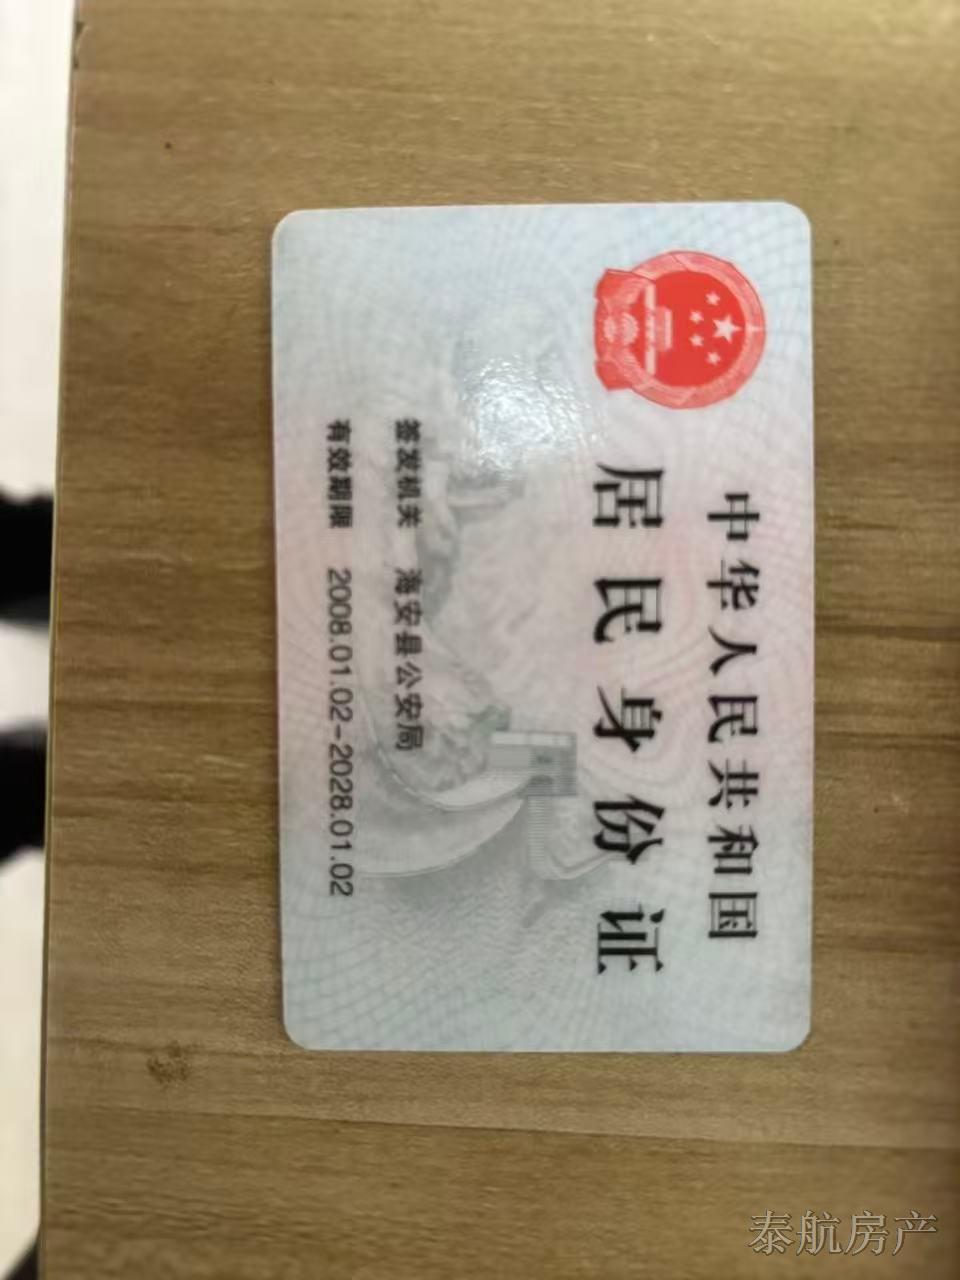 中华人民共和国
居民身份证
签发机关 海安县公安局
有效期限 2008.01.02-2028.01.02
泰航房产